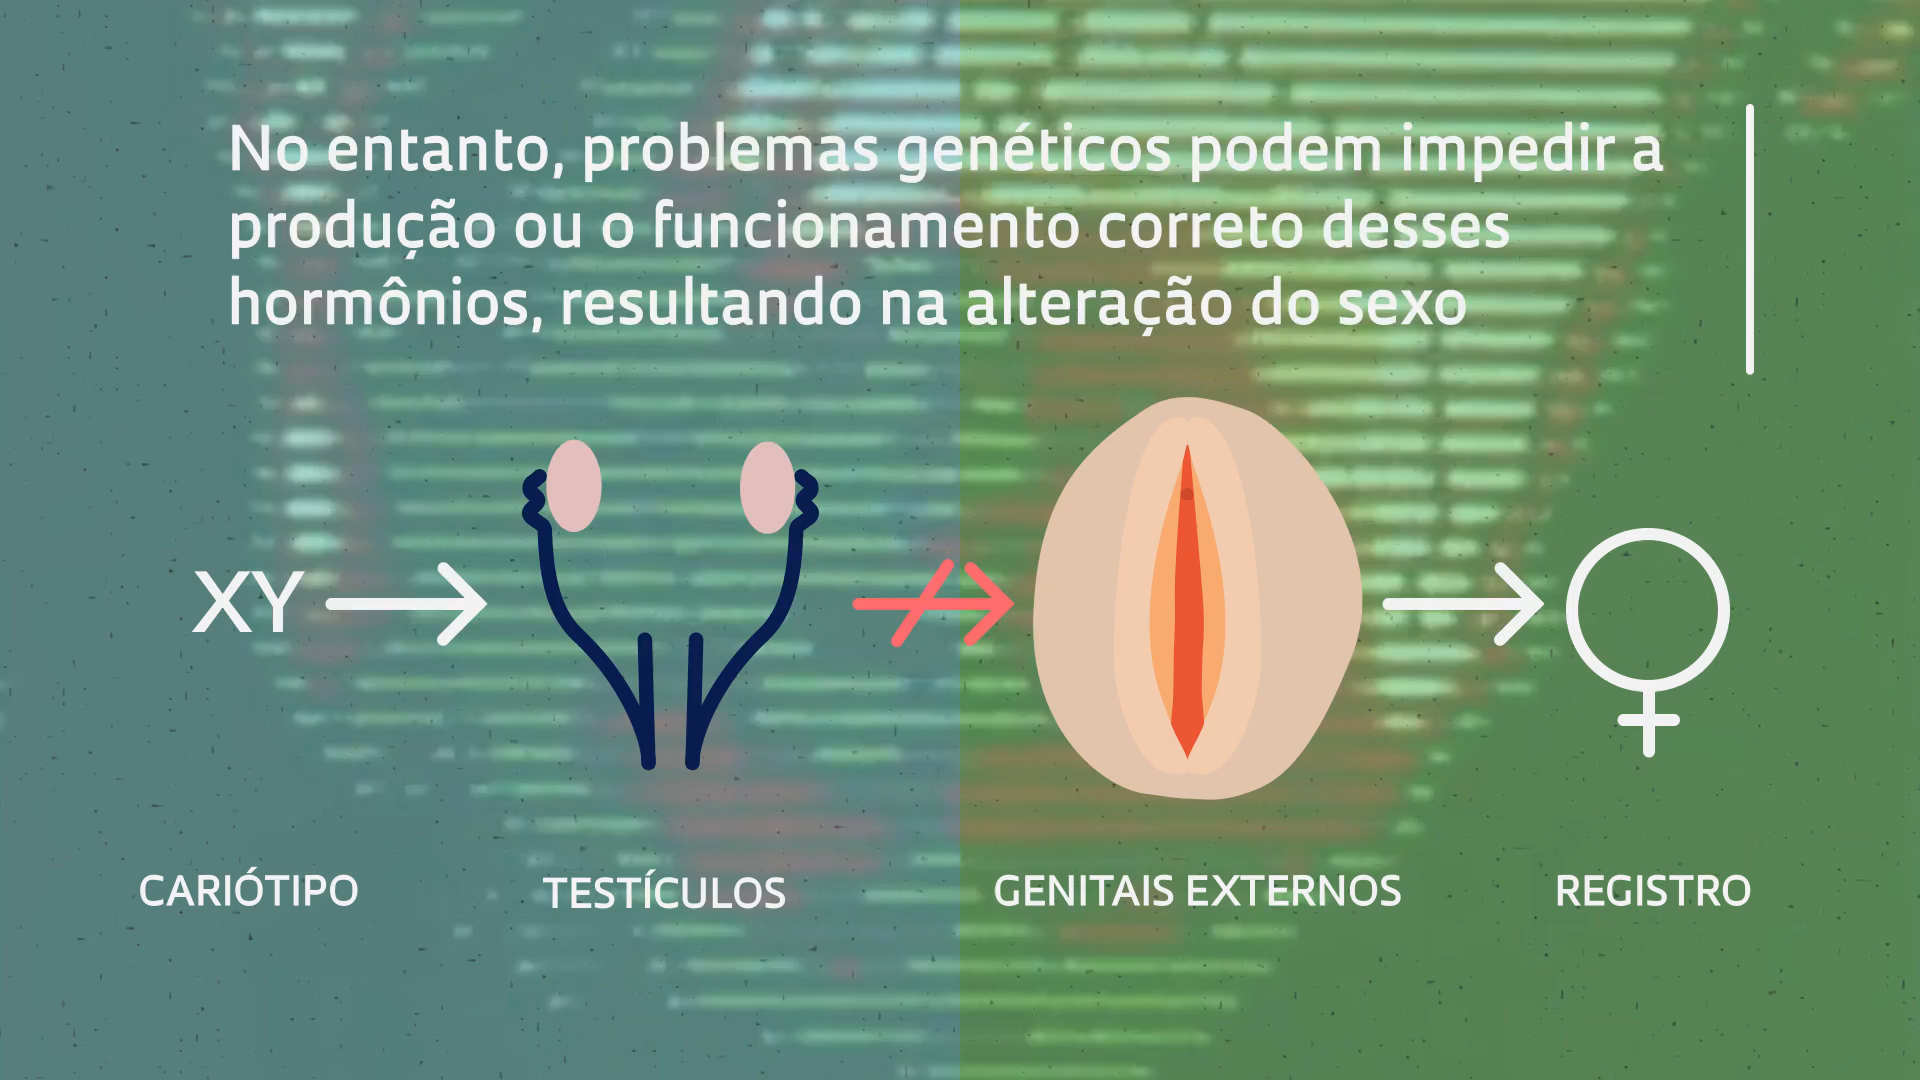 No entanto, problemas genéticos podem impedir a
produção ou o funcionamento correto desses
hormônios, resultando na alteração do sexo
XY
CARIÓTIPO
TESTÍCULOS
GENITAIS EXTERNOS
REGISTRO